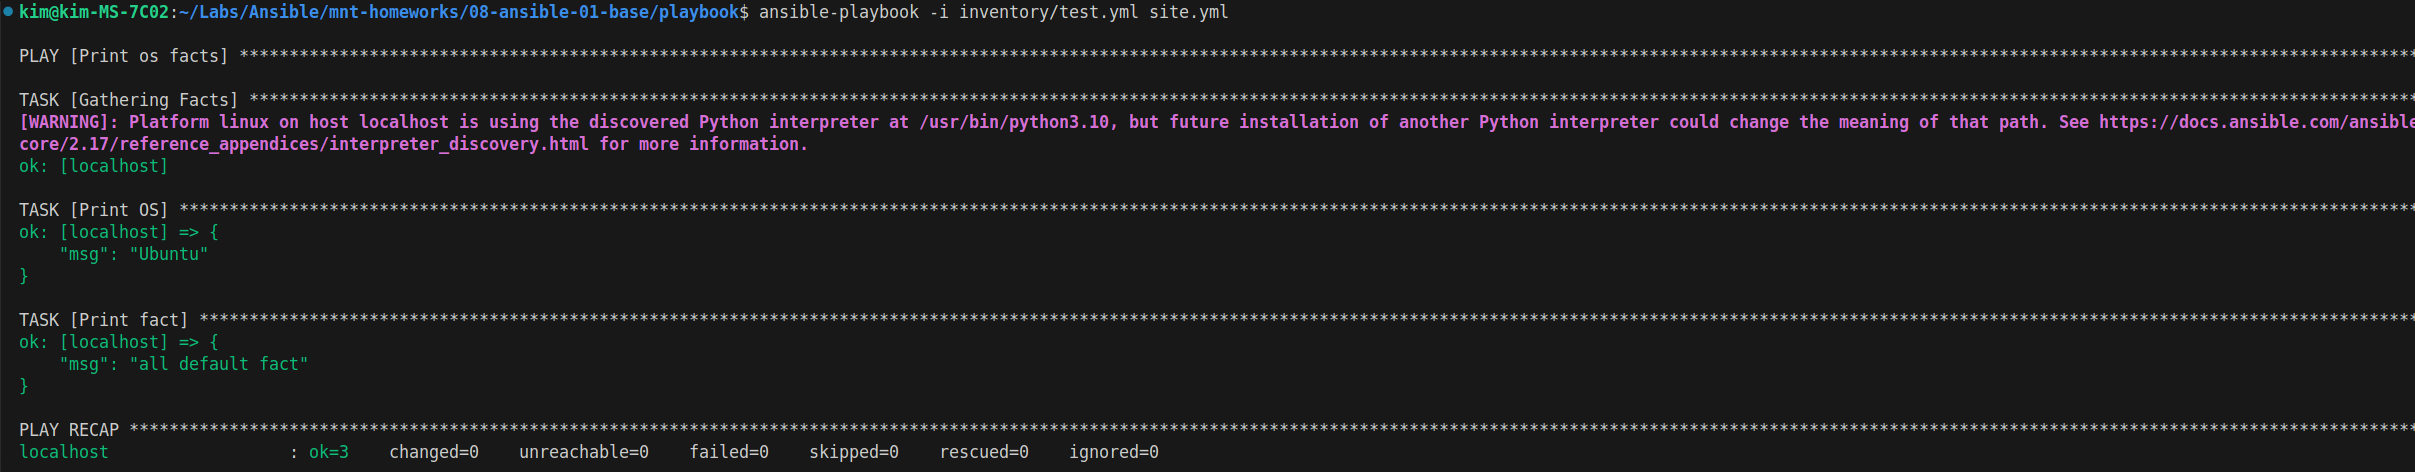 kim@kim-MS-7C02:~/Labs/Ansible/mnt-homeworks/08-ansible-01-base/playbook$ ansible-playbook -i inventory/test.yml site.yml
PLAY [Print os facts] ****************************************************************************************************************************************************************************************************************************
TASK [Gathering Facts] ***************************************************************************************************************************************************************************************************************************
[WARNING]: Platform linux on host localhost is using the discovered Python interpreter at /usr/bin/python3.10, but future installation of another Python interpreter could change the meaning of that path. See https://docs.ansible.com/ansible
core/2.17/reference_appendices/interpreter_discovery.html for more information.
ok: [localhost]
TASK [Print OS] **********************************************************************************************************************************************************************************************************************************
ok: [localhost] => {
    "msg": "Ubuntu"
}
TASK [Print fact] ********************************************************************************************************************************************************************************************************************************
ok: [localhost] => {
    "msg": "all default fact"
}
PLAY RECAP ***************************************************************************************************************************************************************************************************************************************
localhost                  : ok=3    changed=0    unreachable=0    failed=0    skipped=0    rescued=0    ignored=0